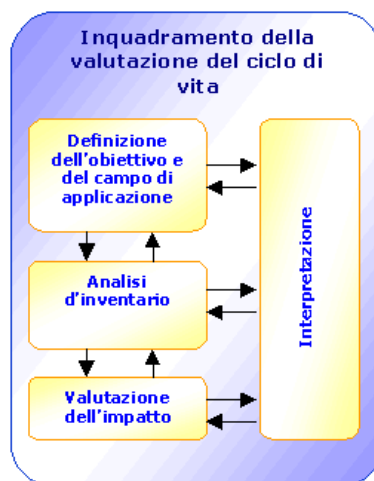 Inquadramento della
valutazione del ciclo di
vita
Definizione
dell'obiettivo e
del campo di
applicazione
Analisi
d'inventario
Valutazione
dell'impatto
Interpretazione